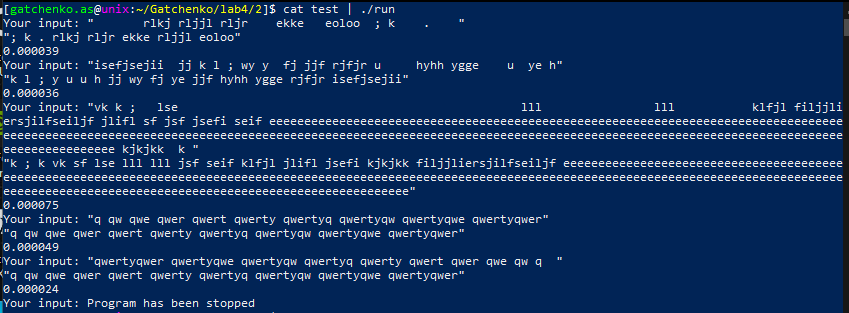 [gatchenko.as@unix:~/Gatchenko/lab4/2]$ cat test | ./run
Your input: "       rlkj rljjl rljr    ekke   eoloo  ; k    .    "
"; k . rlkj rljr ekke rljjl eoloo"
0.000039
Your input: "isefjsejii  jj k l ; wy y  fj jjf rjfjr u     hyhh ygge    u  ye h"
"k l ; y u u h jj wy fj ye jjf hyhh ygge rjfjr isefjsejii"
0.000036
Your input: "vk k ;   lse                                                 lll                lll           klfjl filjjli
ersjilfseiljf jlifl sf jsf jsefi seif eeeeeeeeeeeeeeeeeeeeeeeeeeeeeeeeeeeeeeeeeeeeeeeeeeeeeeeeeeeeeeeeeeeeeeeeeeeeeeeeee
eeeeeeeeeeeeeeeeeeeeeeeeeeeeeeeeeeeeeeeeeeeeeeeeeeeeeeeeeeeeeeeeeeeeeeeeeeeeeeeeeeeeeeeeeeeeeeeeeeeeeeeeeeeeeeeeeeeeeeee
eeeeeeeeeeeeeeee kjkjkk  k "
"k ; k vk sf lse lll lll jsf seif klfjl jlifl jsefi kjkjkk filjjliersjilfseiljf eeeeeeeeeeeeeeeeeeeeeeeeeeeeeeeeeeeeeeee
eeeeeeeeeeeeeeeeeeeeeeeeeeeeeeeeeeeeeeeeeeeeeeeeeeeeeeeeeeeeeeeeeeeeeeeeeeeeeeeeeeeeeeeeeeeeeeeeeeeeeeeeeeeeeeeeeeeeeeee
eeeeeeeeeeeeeeeeeeeeeeeeeeeeeeeeeeeeeeeeeeeeeeeeeeeeeeeeee"
0.000075
Your input: "q qw qwe qwer qwert qwerty qwertyq qwertyqw qwertyqwe qwertyqwer"
"q qw qwe qwer qwert qwerty qwertyq qwertyqw qwertyqwe qwertyqwer"
0.000049
Your input: "qwertyqwer qwertyqwe qwertyqw qwertyq qwerty qwert qwer qwe qw q  "
"q qw qwe qwer qwert qwerty qwertyq qwertyqw qwertyqwe qwertyqwer"
0.000024
Your input: Program has been stopped